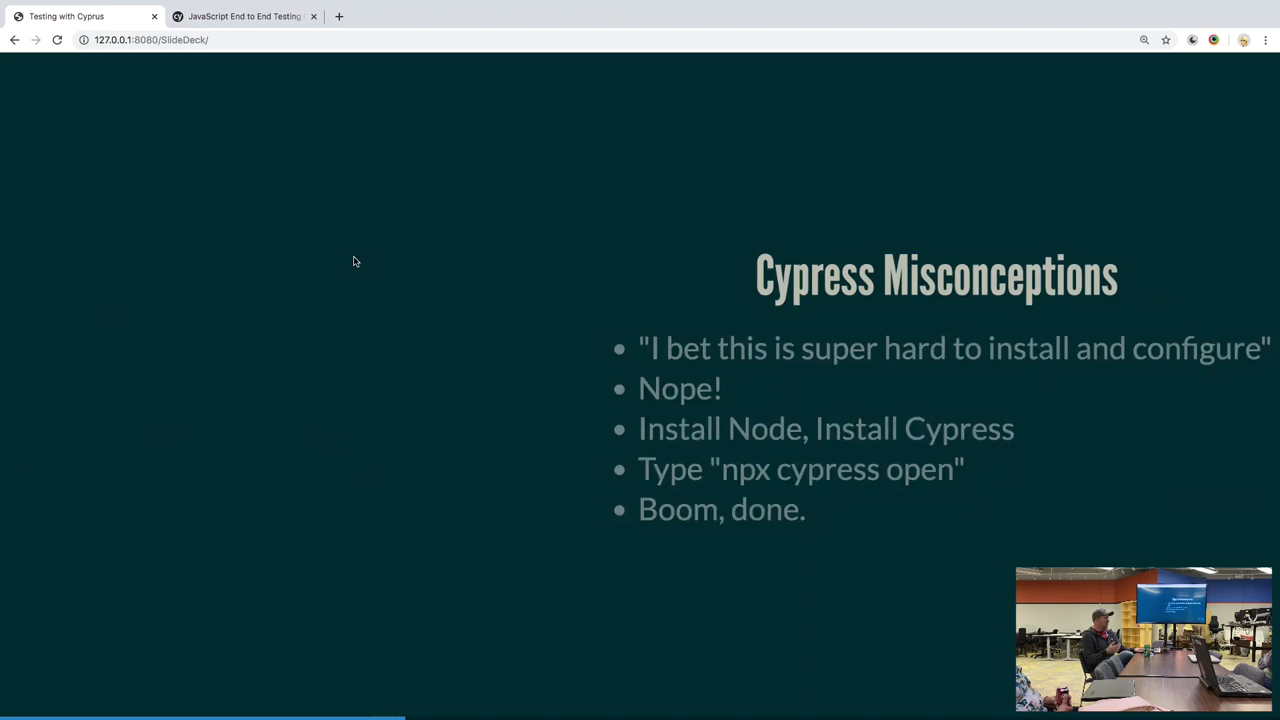 Testing with Cyprus
JavaScript End to End Testing
127.0.0.1:8080/SlideDeck/
Cypress Misconceptions
"I bet this is super hard to install and configure"
Nope!
Install Node, Install Cypress
Type "npx cypress open"
Boom, done.